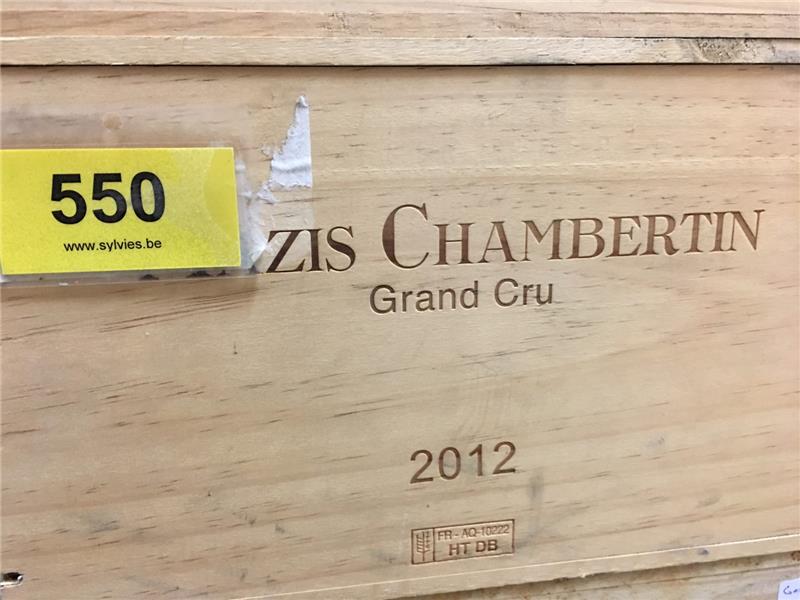 550
www.sylvies.be
ZIS CHAMBERTIN
Grand Cru
2012
FR - AQ-10222
HT DB